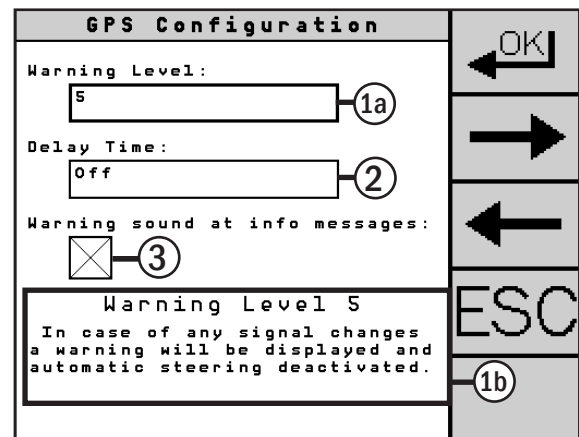 GPS Configuration
OK
Warning Level:
5
1a
Delay Time:
Off
2
Warning sound at info messages:
3
Warning Level 5
In case of any signal changes
a warning will be displayed and
automatic steering deactivated.
ESC
1b